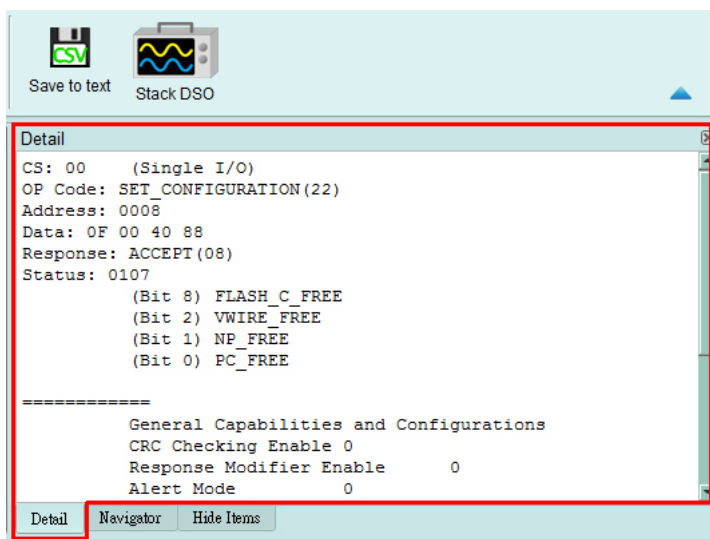 CSV
Save to text
Stack DSO
Detail
CS: 00 (Single I/O)
OP Code: SET_CONFIGURATION(22)
Address: 0008
Data: 0F 00 40 88
Response: ACCEPT(08)
Status: 0107
(Bit 8) FLASH_C_FREE
(Bit 2) VWIRE_FREE
(Bit 1) NP_FREE
(Bit 0) PC_FREE
============
General Capabilities and Configurations
CRC Checking Enable 0
Response Modifier Enable 0
Alert Mode 0
Detail Navigator Hide Items